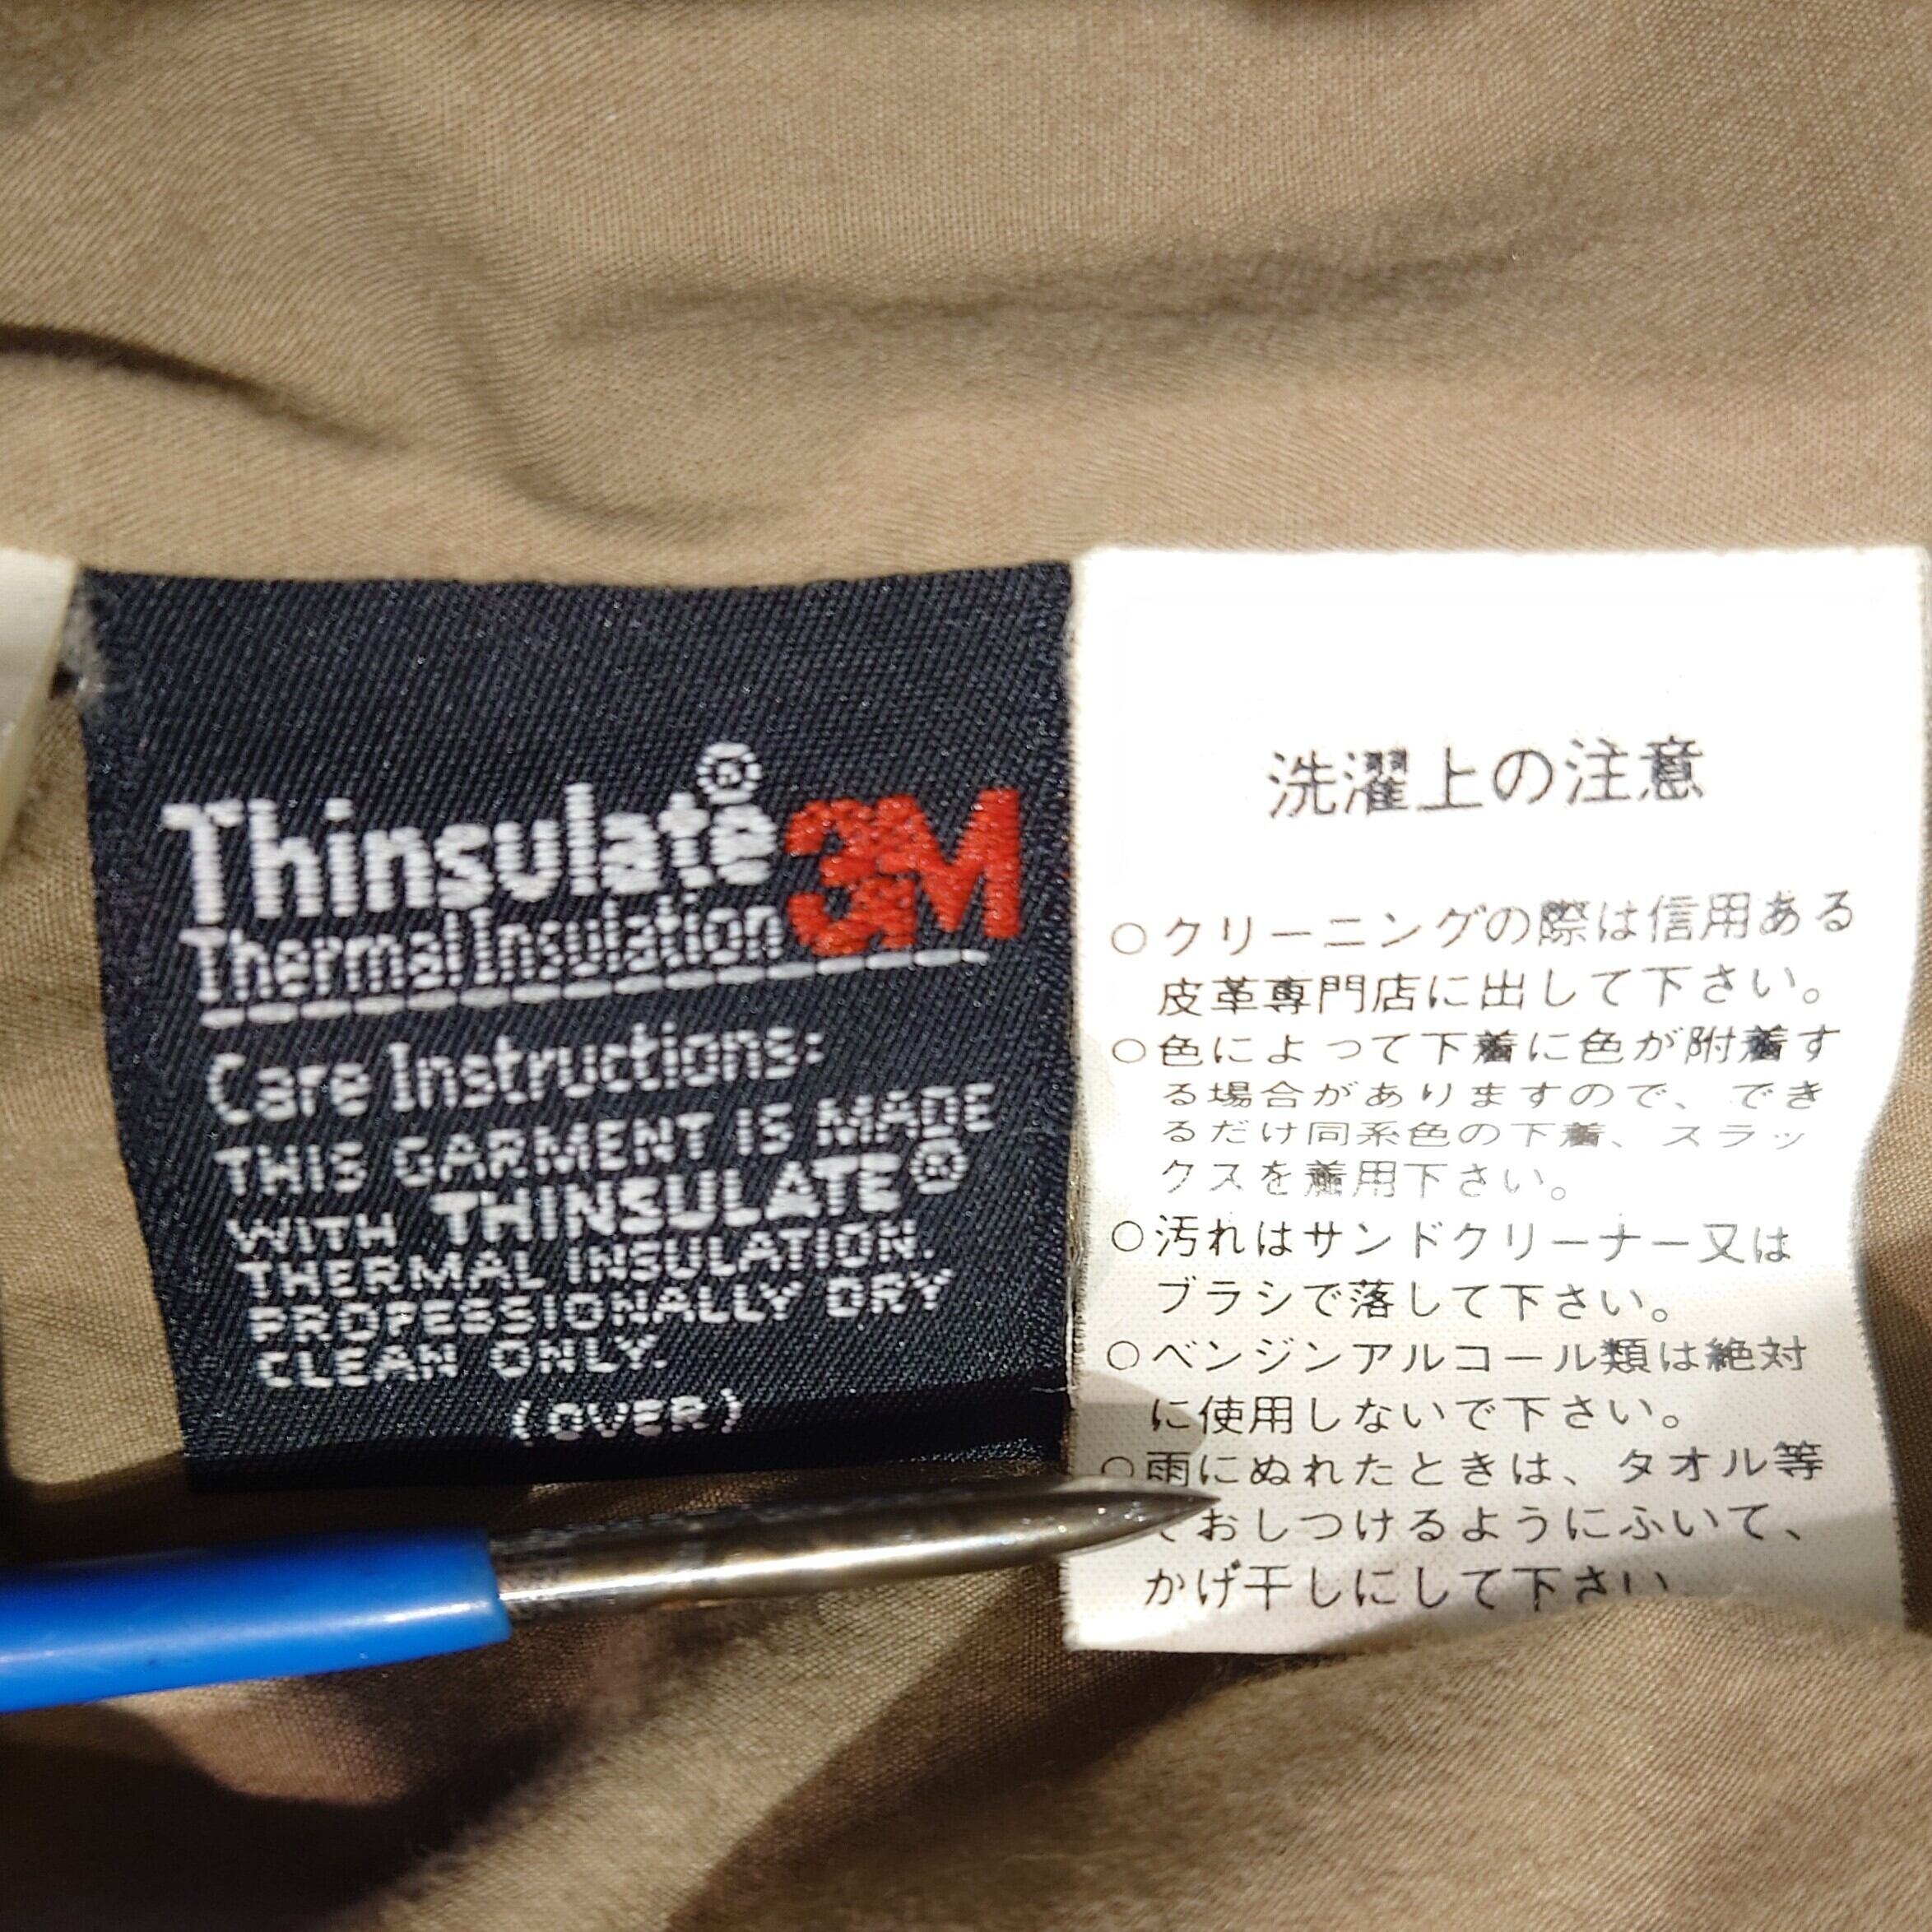 Thinsulate® 3M
Thermal Insulation
Care Instructions:
THIS GARMENT IS MADE
WITH THINSULATE®
THERMAL INSULATION.
PROFESSIONALLY DRY
CLEAN ONLY.
(OVER)
洗濯上の注意
○クリーニングの際は信用ある
皮革専門店に出して下さい。
○色によって下着に色が附着す
る場合がありますので、でき
るだけ同系色の下着、スラッ
クスを着用下さい。
○汚れはサンドクリーナー又は
ブラシで落して下さい。
○ベンジンアルコール類は絶対
に使用しないで下さい。
○雨にぬれたときは、タオル等
でおしつけるようにふいて、
かげ干しにして下さい